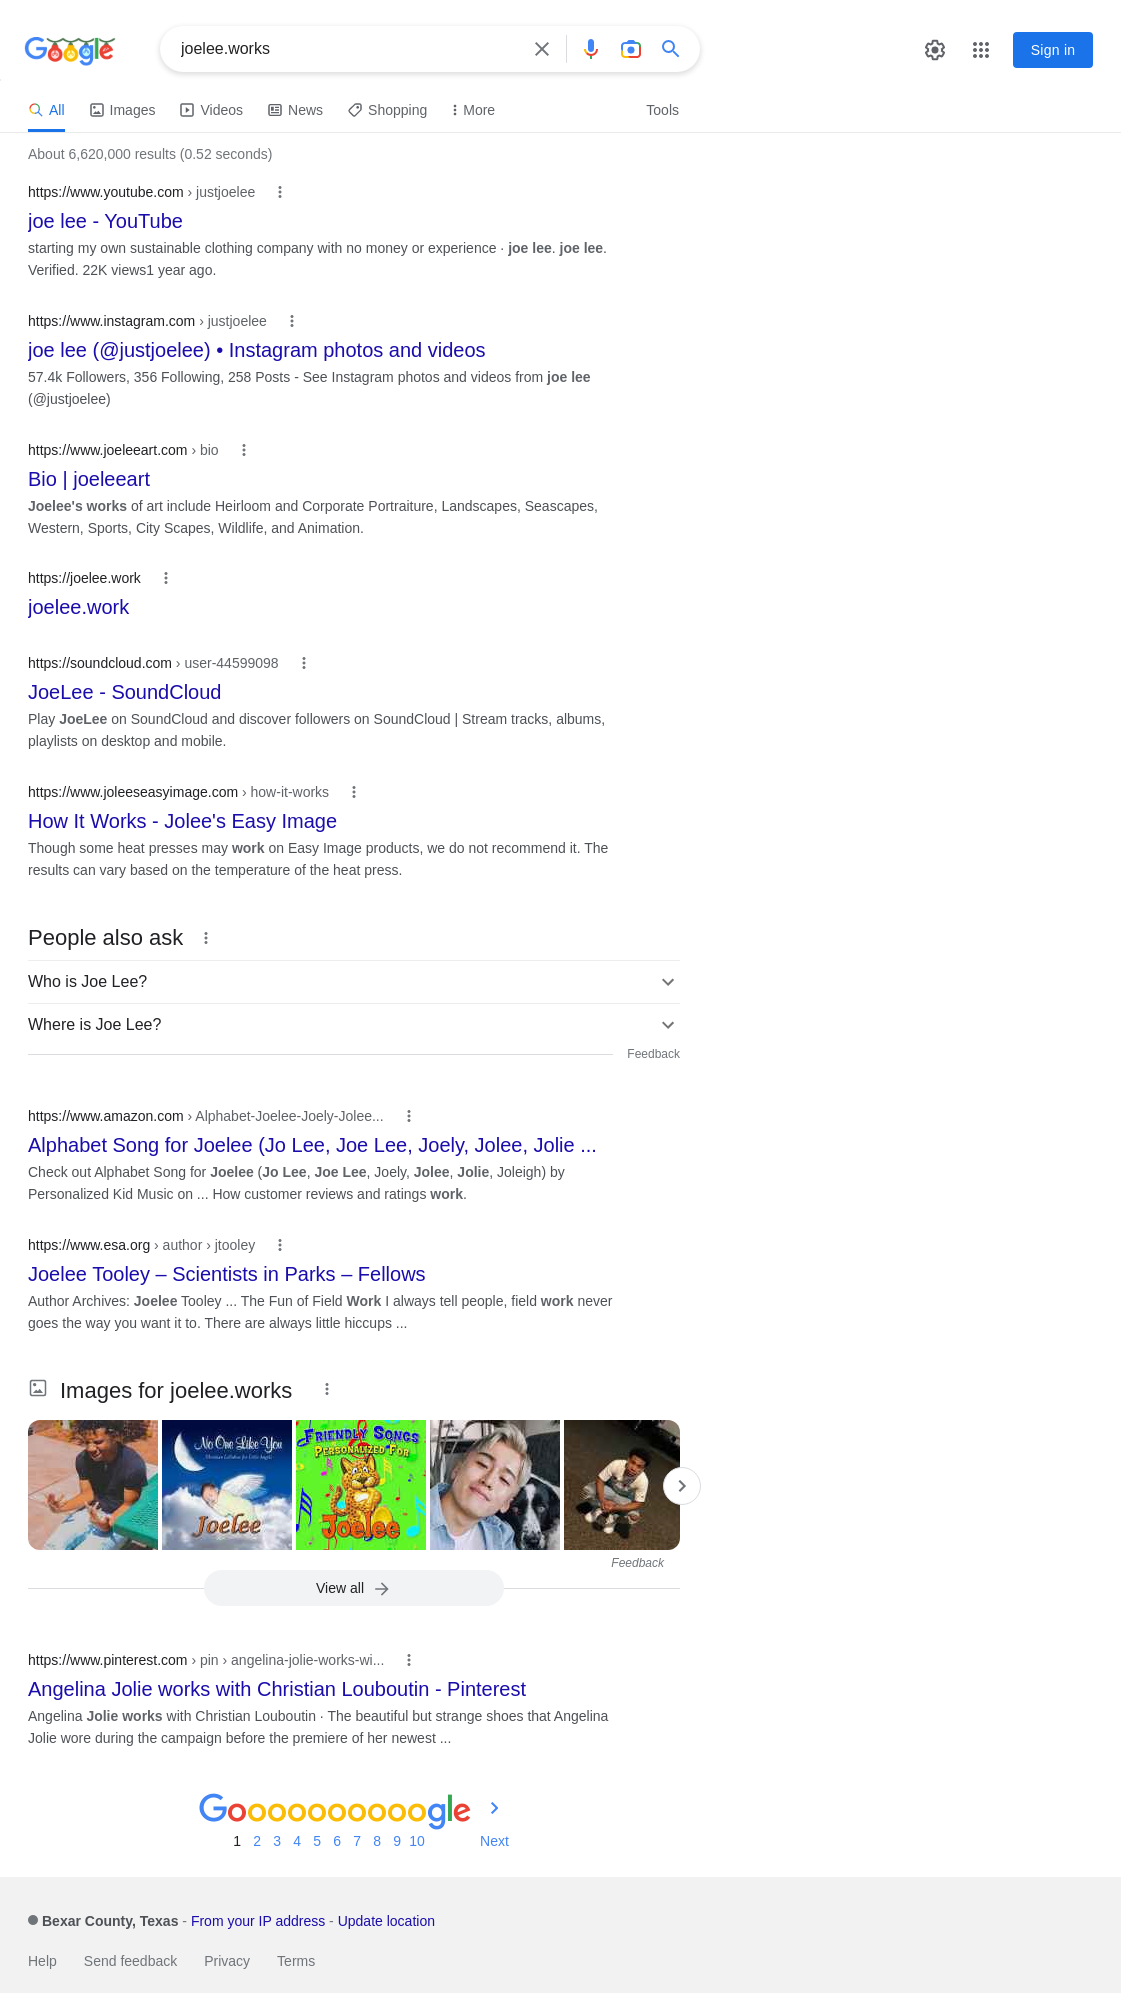 Google
joelee.works
Sign in
All Images Videos News Shopping More Tools
About 6,620,000 results (0.52 seconds)
https://www.youtube.com › justjoelee
joe lee - YouTube
starting my own sustainable clothing company with no money or experience · joe lee. joe lee.
Verified. 22K views1 year ago.
https://www.instagram.com › justjoelee
joe lee (@justjoelee) • Instagram photos and videos
57.4k Followers, 356 Following, 258 Posts - See Instagram photos and videos from joe lee
(@justjoelee)
https://www.joeleeart.com › bio
Bio | joeleeart
Joelee's works of art include Heirloom and Corporate Portraiture, Landscapes, Seascapes,
Western, Sports, City Scapes, Wildlife, and Animation.
https://joelee.work
joelee.work
https://soundcloud.com › user-44599098
JoeLee - SoundCloud
Play JoeLee on SoundCloud and discover followers on SoundCloud | Stream tracks, albums,
playlists on desktop and mobile.
https://www.joleeseasyimage.com › how-it-works
How It Works - Jolee's Easy Image
Though some heat presses may work on Easy Image products, we do not recommend it. The
results can vary based on the temperature of the heat press.
People also ask
Who is Joe Lee?
Where is Joe Lee?
Feedback
https://www.amazon.com › Alphabet-Joelee-Joely-Jolee...
Alphabet Song for Joelee (Jo Lee, Joe Lee, Joely, Jolee, Jolie ...
Check out Alphabet Song for Joelee (Jo Lee, Joe Lee, Joely, Jolee, Jolie, Joleigh) by
Personalized Kid Music on ... How customer reviews and ratings work.
https://www.esa.org › author › jtooley
Joelee Tooley – Scientists in Parks – Fellows
Author Archives: Joelee Tooley ... The Fun of Field Work I always tell people, field work never
goes the way you want it to. There are always little hiccups ...
Images for joelee.works
No One Like You
Christian Lullabies for Little Angels
Joelee
FRIENDLY SONGS
PERSONALIZED FOR
Joelee
Feedback
View all
https://www.pinterest.com › pin › angelina-jolie-works-wi...
Angelina Jolie works with Christian Louboutin - Pinterest
Angelina Jolie works with Christian Louboutin · The beautiful but strange shoes that Angelina
Jolie wore during the campaign before the premiere of her newest ...
Goooooooooogle
1 2 3 4 5 6 7 8 9 10 Next
Bexar County, Texas - From your IP address - Update location
Help Send feedback Privacy Terms